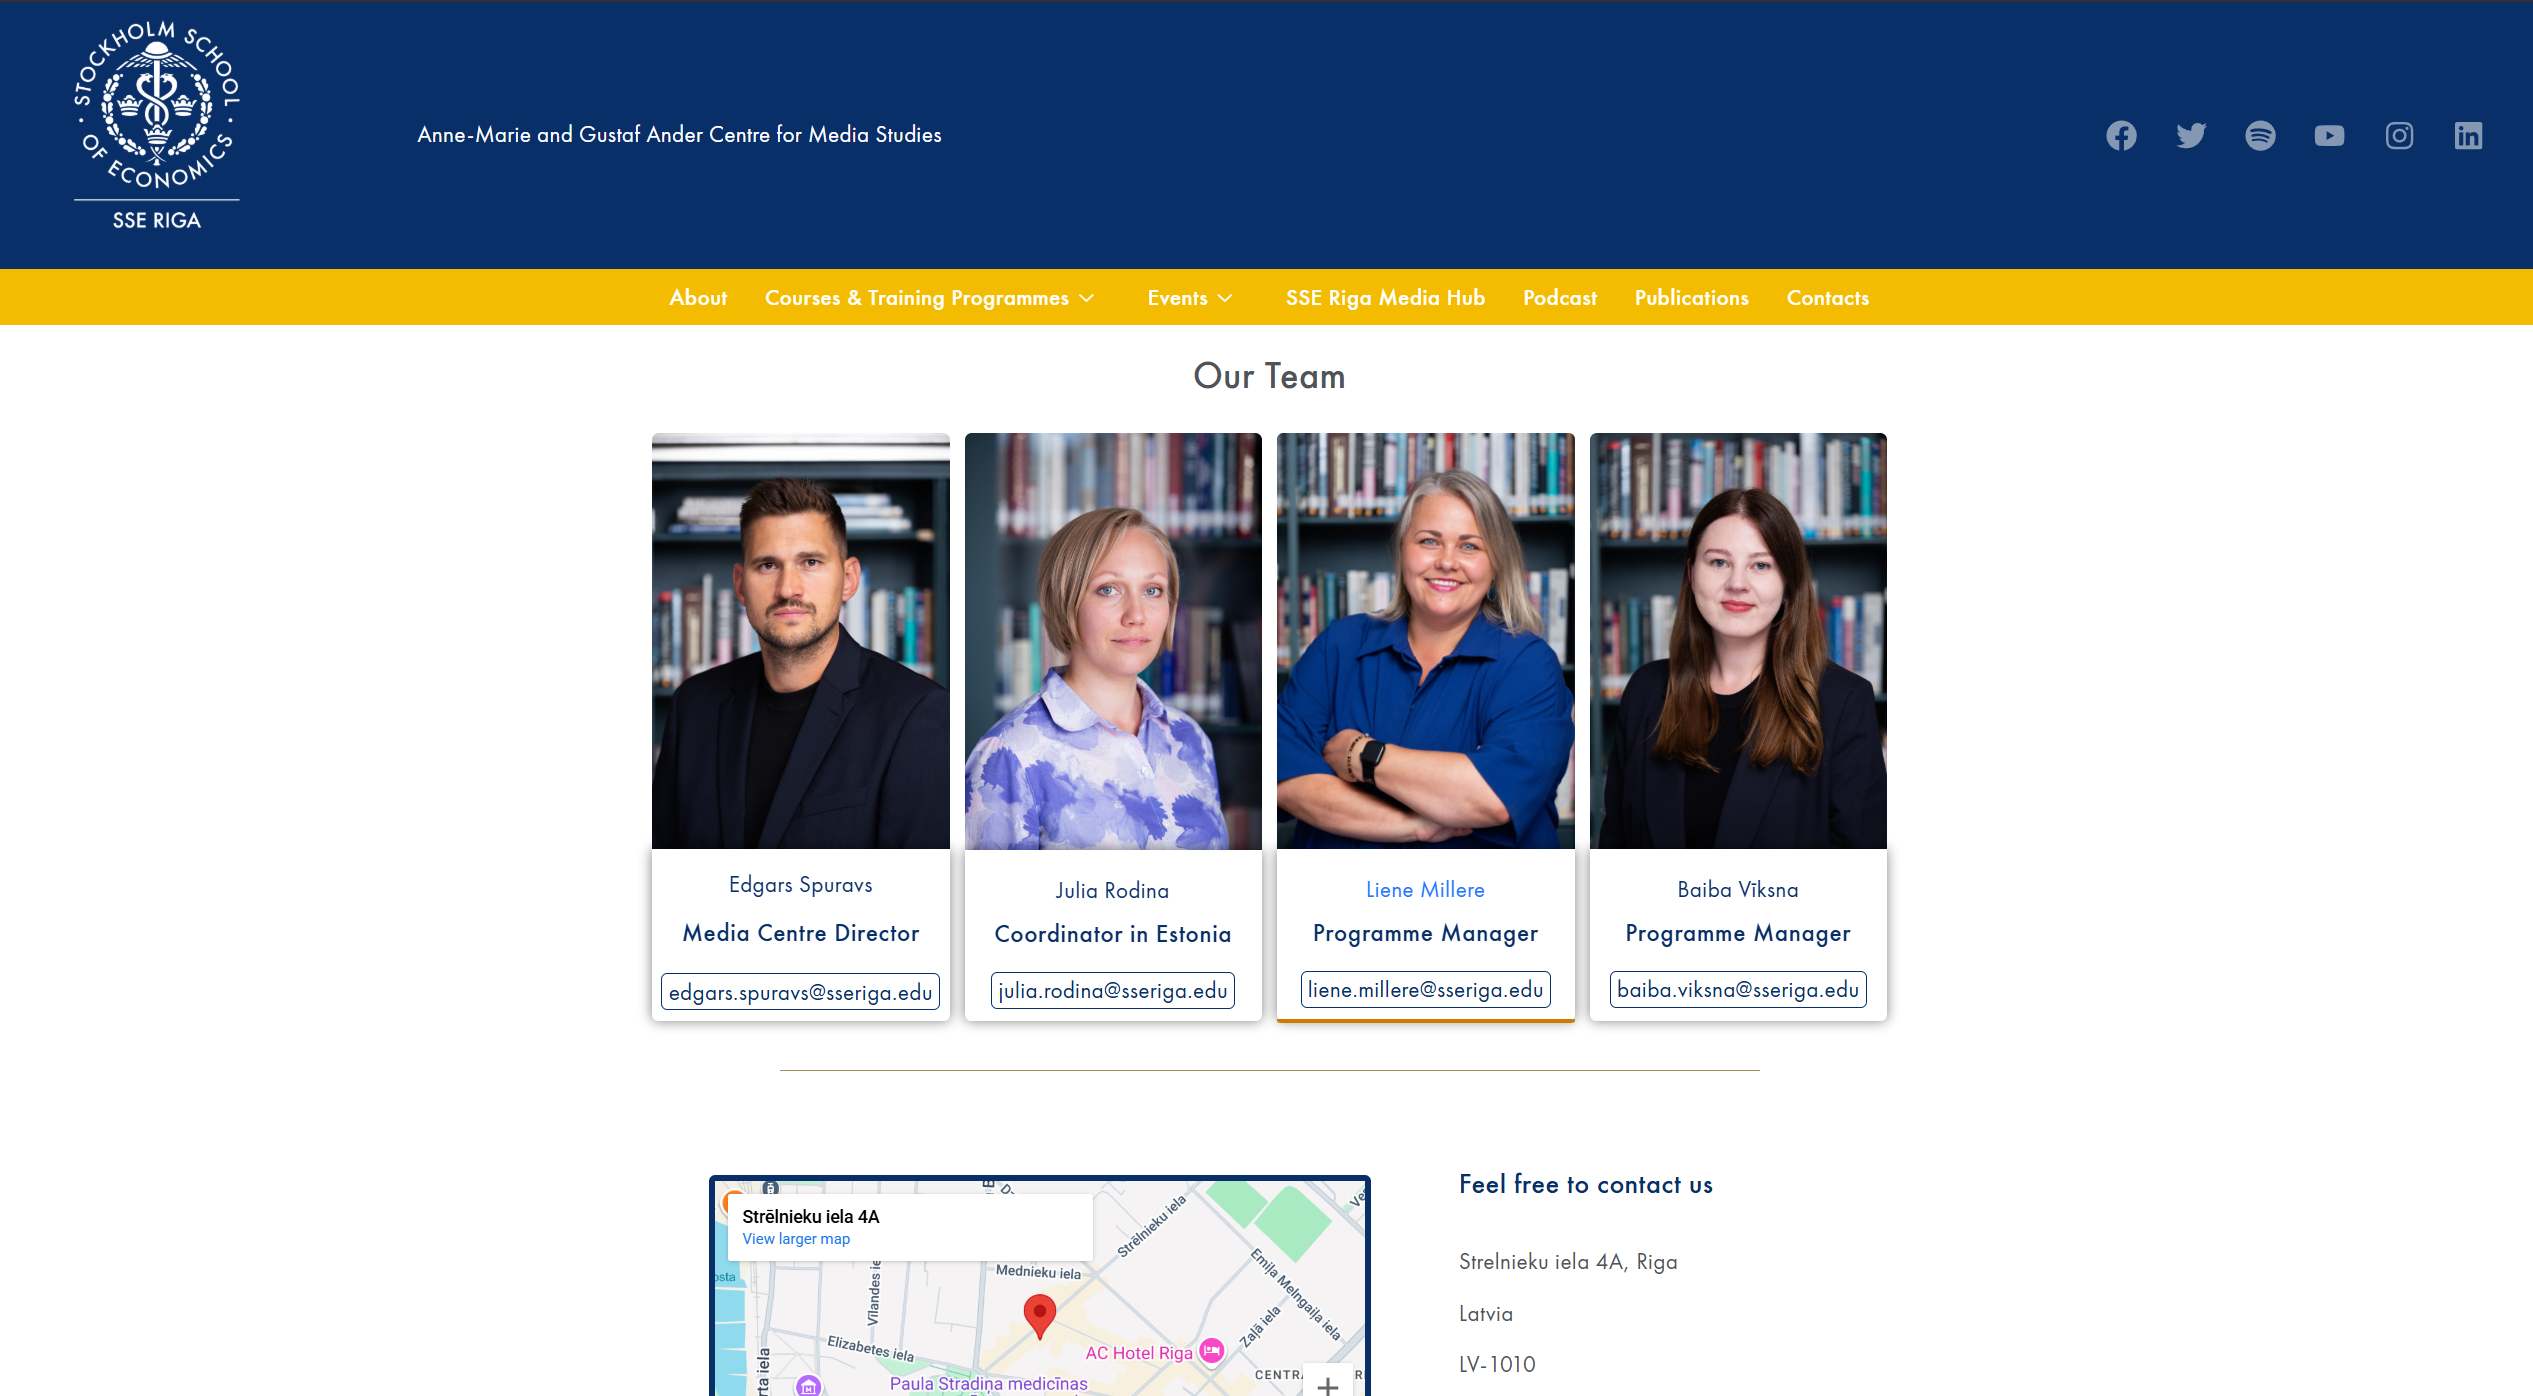 STOCKHOLM SCHOOL
· OF ECONOMICS ·
SSE RIGA
Anne-Marie and Gustaf Ander Centre for Media Studies
About Courses & Training Programmes Events SSE Riga Media Hub Podcast Publications Contacts
Our Team
Edgars Spuravs
Media Centre Director
edgars.spuravs@sseriga.edu
Julia Rodina
Coordinator in Estonia
julia.rodina@sseriga.edu
Liene Millere
Programme Manager
liene.millere@sseriga.edu
Baiba Vīksna
Programme Manager
baiba.viksna@sseriga.edu
Strēlnieku iela 4A
View larger map
Strēlnieku iela
Mednieku iela
Vīlandes ie
Emiļa Melngaiļa iela
Zaļā iela
Elizabetes iela
AC Hotel Riga
Paula Stradiņa medicīnas
rta iela
osta
CENTR
Feel free to contact us
Strelnieku iela 4A, Riga
Latvia
LV-1010